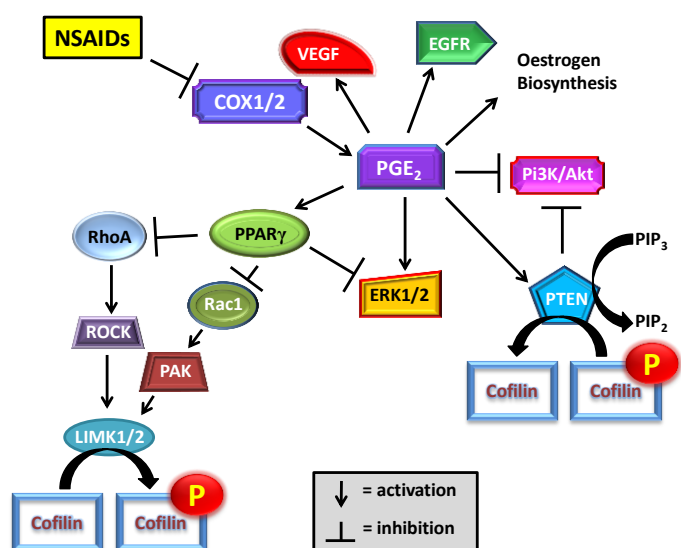 NSAIDs
VEGF
EGFR
Oestrogen
Biosynthesis
COX1/2
PGE₂
Pi3K/Akt
RhoA
PPARγ
PIP₃
Rac1
ERK1/2
PTEN
ROCK
PIP₂
PAK
P
Cofilin
Cofilin
LIMK1/2
P
Cofilin
Cofilin
= activation
= inhibition